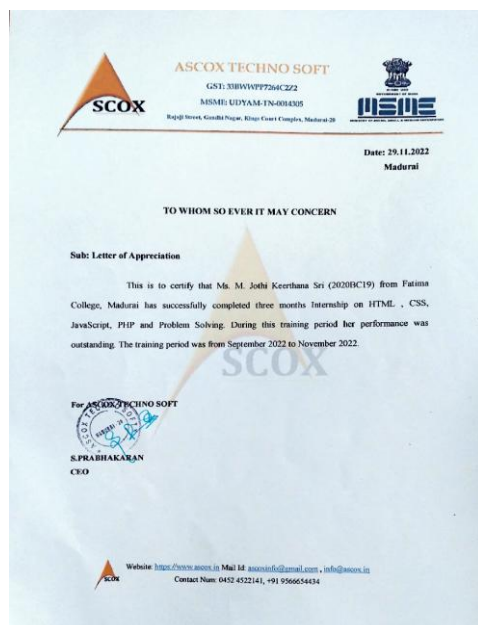 SCOX
ASCOX TECHNO SOFT
GST: 33BWWPP7264C2Z2
MSME: UDYAM-TN-0014305
Rajaji Street, Gandhi Nagar, Kings Court Complex, Madurai-20
MSME
Date: 29.11.2022
Madurai
TO WHOM SO EVER IT MAY CONCERN
Sub: Letter of Appreciation
This is to certify that Ms. M. Jothi Keerthana Sri (2020BC19) from Fatima
College, Madurai has successfully completed three months Internship on HTML , CSS,
JavaScript, PHP and Problem Solving. During this training period her performance was
outstanding. The training period was from September 2022 to November 2022.
SCOX
For ASCOX TECHNO SOFT
S.PRABHAKARAN
CEO
SCOX
Website: https://www.ascox.in Mail Id: ascoxinfo@gmail.com , info@ascox.in
Contact Num: 0452 4522141, +91 9566654434